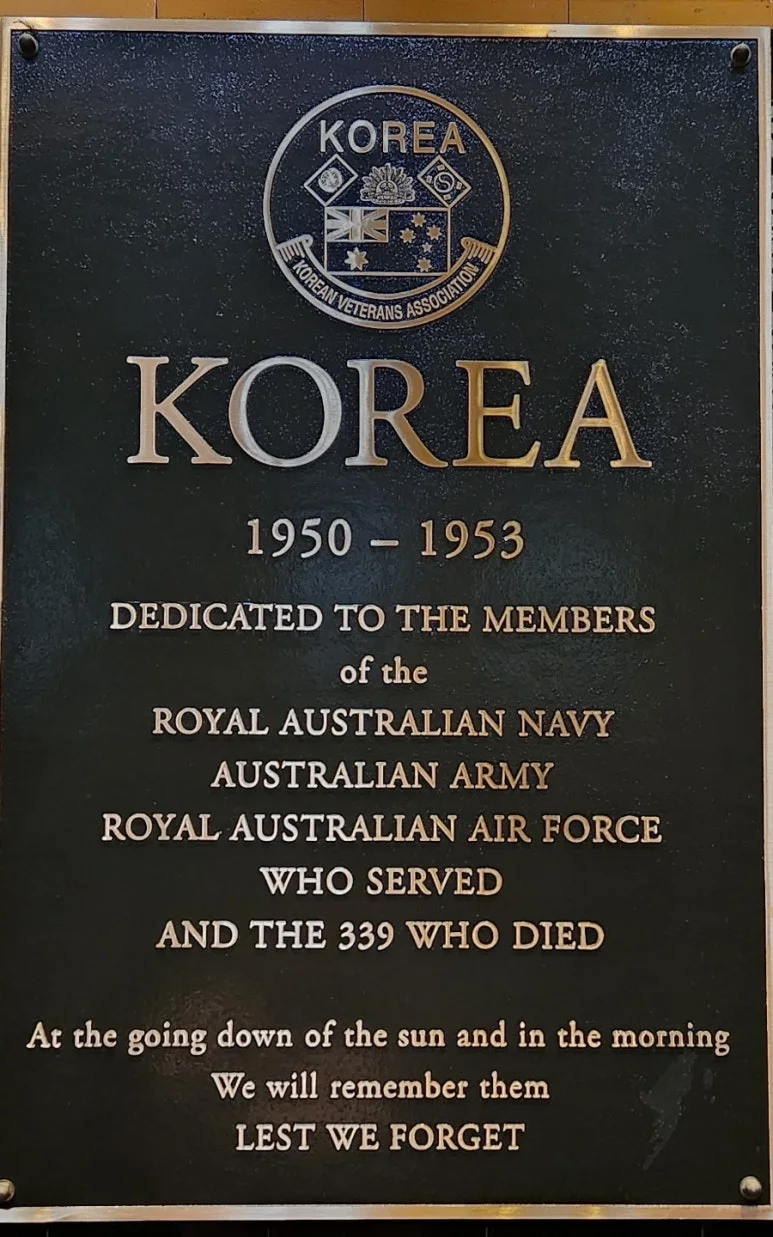 KOREA
KOREAN VETERANS ASSOCIATION
KOREA
1950 – 1953
DEDICATED TO THE MEMBERS
of the
ROYAL AUSTRALIAN NAVY
AUSTRALIAN ARMY
ROYAL AUSTRALIAN AIR FORCE
WHO SERVED
AND THE 339 WHO DIED
At the going down of the sun and in the morning
We will remember them
LEST WE FORGET